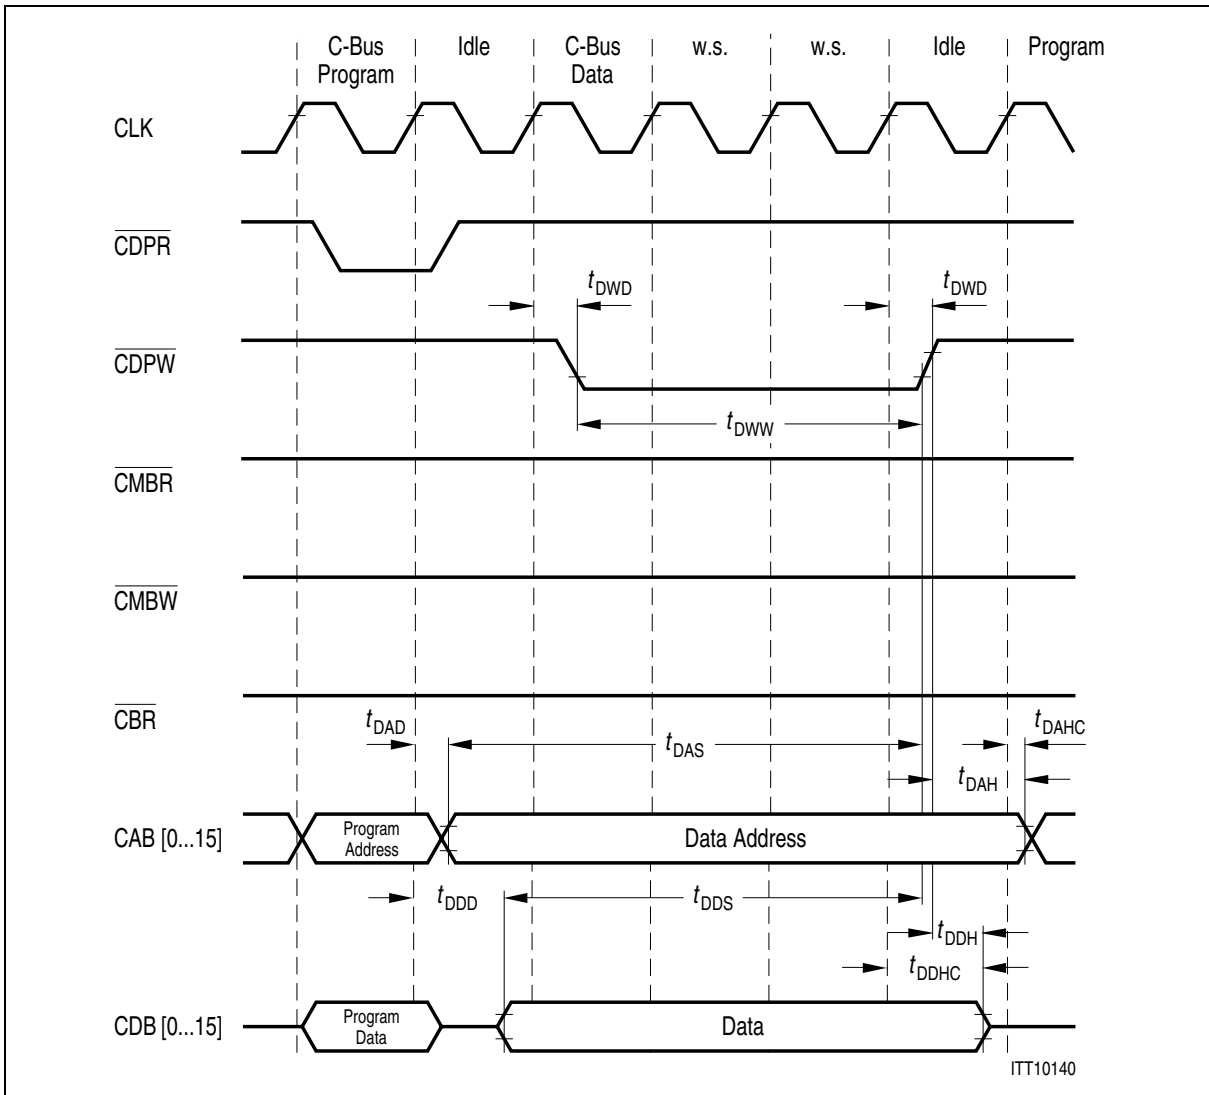 C-Bus Program
Idle
C-Bus Data
w.s.
w.s.
Idle
Program
CLK
CDPR
tDWD
tDWD
CDPW
tDWW
CMBR
CMBW
CBR
tDAD
tDAS
tDAHC
tDAH
CAB [0...15]
Program Address
Data Address
tDDD
tDDS
tDDH
tDDHC
CDB [0...15]
Program Data
Data
ITT10140